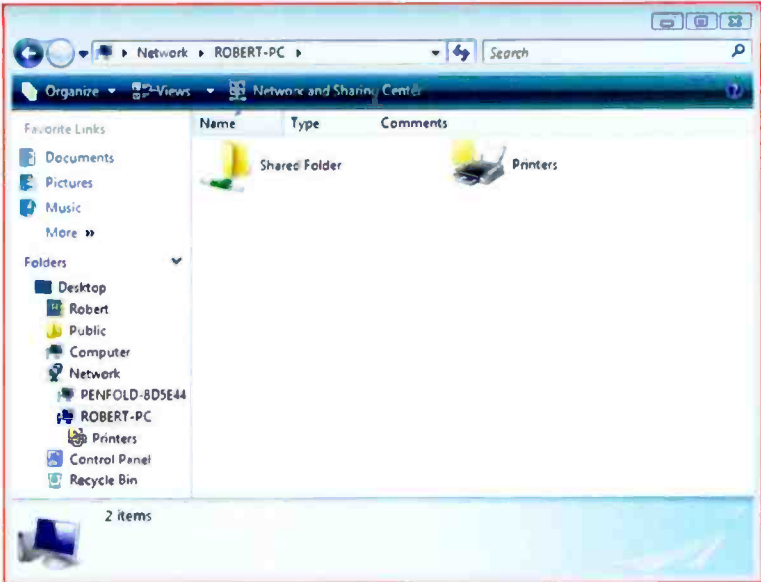 Network ROBERT-PC Search
Organize Views Network and Sharing Center
Favorite Links
Documents
Pictures
Music
More »
Folders
Desktop
Robert
Public
Computer
Network
PENFOLD-8D5E44
ROBERT-PC
Printers
Control Panel
Recycle Bin
Name Type Comments
Shared Folder Printers
2 items